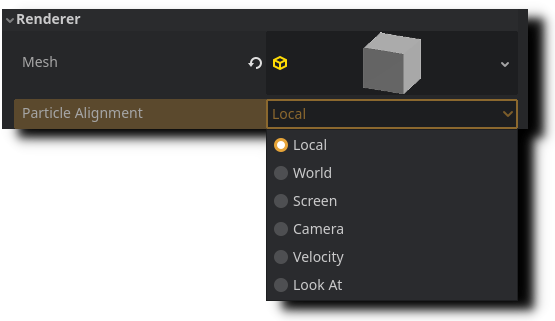 Renderer
Mesh
Particle Alignment Local
Local
World
Screen
Camera
Velocity
Look At